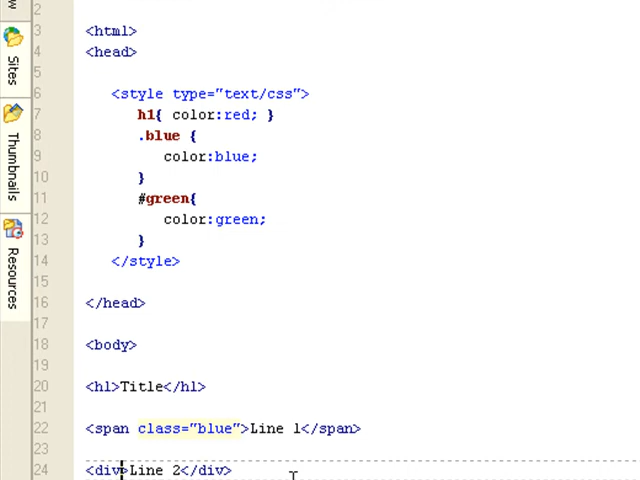 w
Sites
Thumbnails
Resources
2
3 <html>
4 <head>
5
6 <style type="text/css">
7 h1{ color:red; }
8 .blue {
9 color:blue;
10 }
11 #green{
12 color:green;
13 }
14 </style>
15
16 </head>
17
18 <body>
19
20 <h1>Title</h1>
21
22 <span class="blue">Line 1</span>
23
24 <div>Line 2</div>